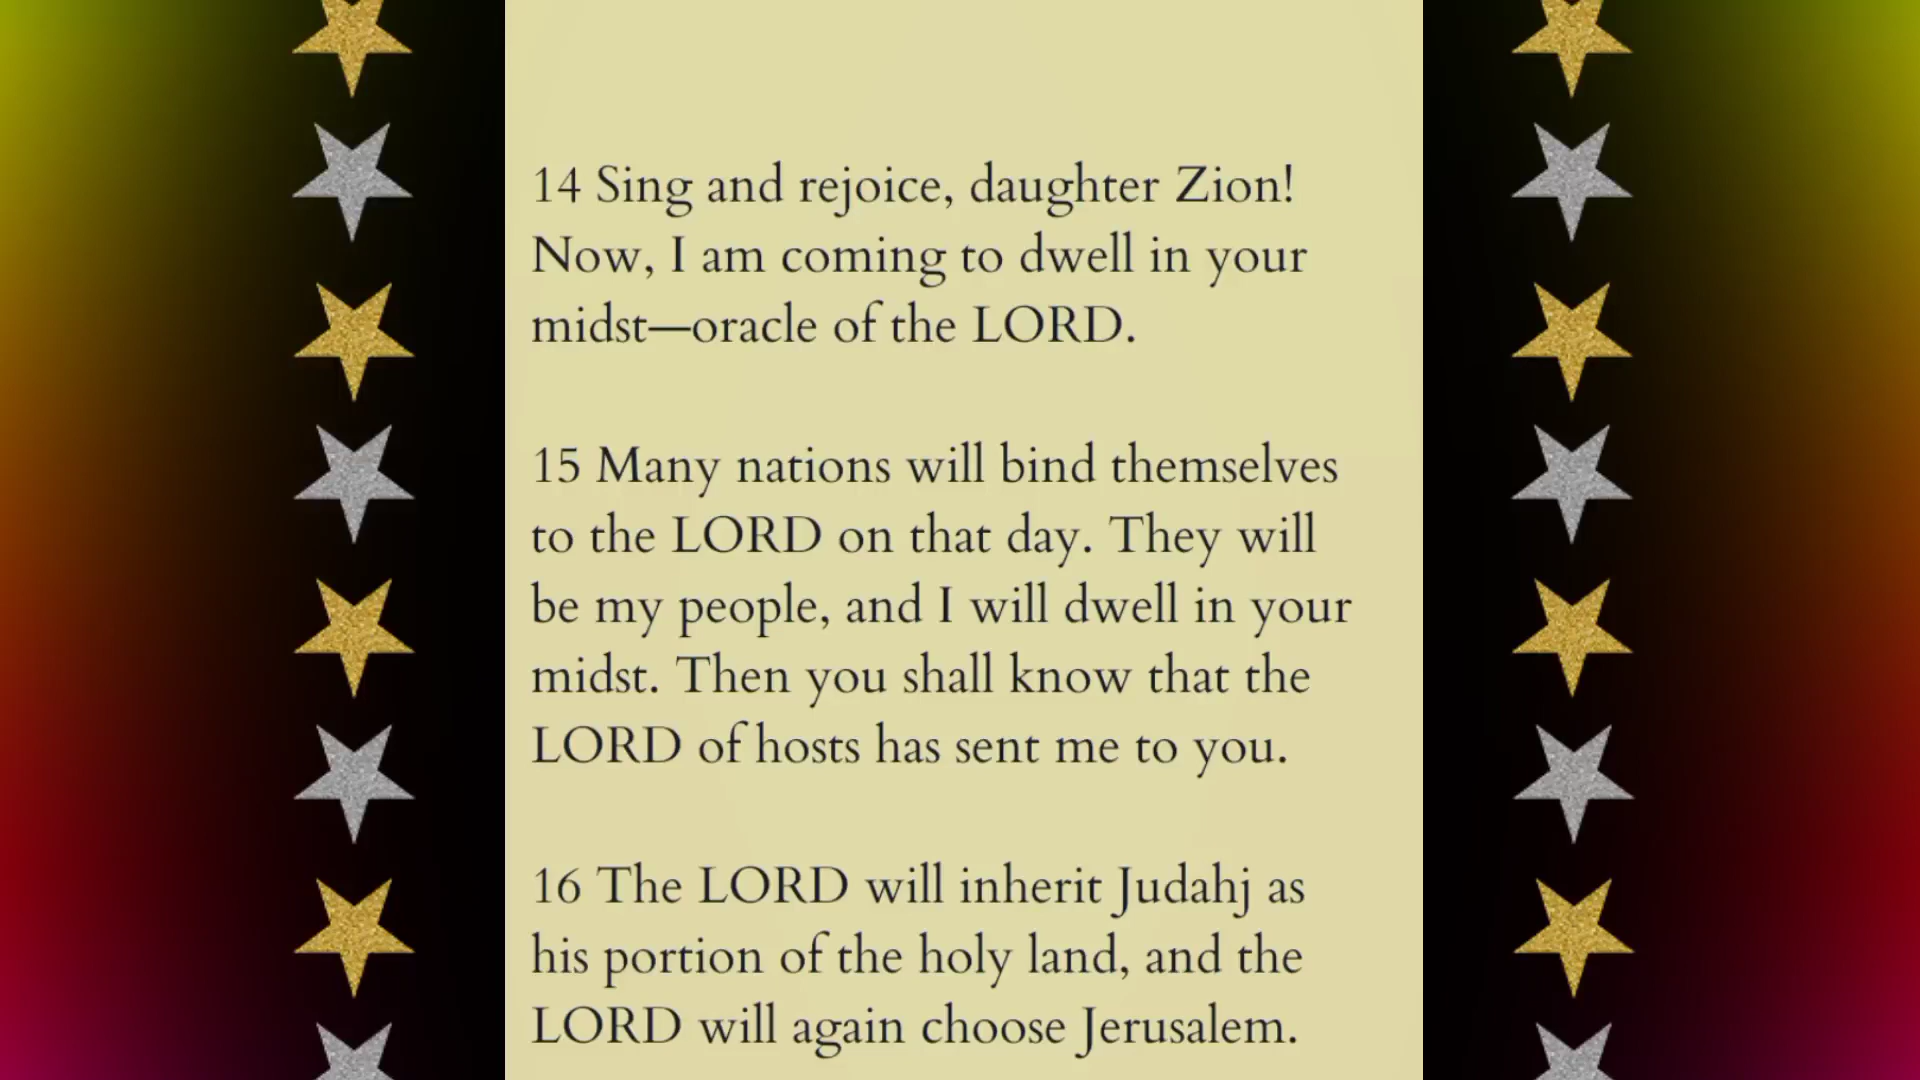 14 Sing and rejoice, daughter Zion!
Now, I am coming to dwell in your
midst—oracle of the LORD.
15 Many nations will bind themselves
to the LORD on that day. They will
be my people, and I will dwell in your
midst. Then you shall know that the
LORD of hosts has sent me to you.
16 The LORD will inherit Judahj as
his portion of the holy land, and the
LORD will again choose Jerusalem.